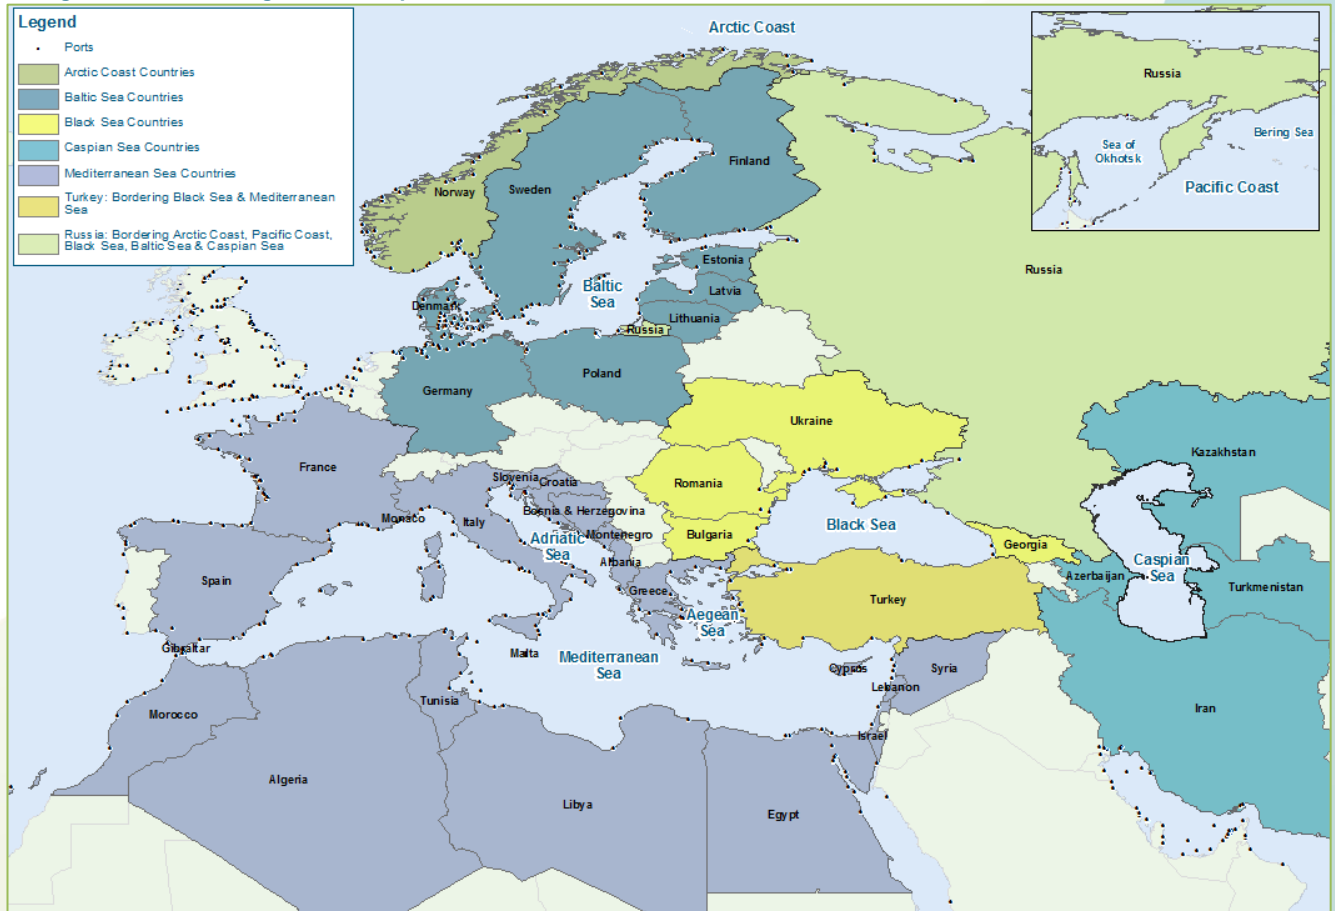 Legend
Ports
Arctic Coast Countries
Baltic Sea Countries
Black Sea Countries
Caspian Sea Countries
Mediterranean Sea Countries
Turkey: Bordering Black Sea & Mediterranean
Sea
Russia: Bordering Arctic Coast, Pacific Coast,
Black Sea, Baltic Sea & Caspian Sea
Arctic Coast
Russia
Sea of
Okhotsk
Bering Sea
Pacific Coast
Norway
Sweden
Finland
Russia
Estonia
Baltic
Sea
Latvia
Denmark
Lithuania
Russia
Poland
Germany
Ukraine
France
Kazakhstan
Slovenia
Croatia
Romania
Bosnia & Herzegovina
Monaco
Italy
Black Sea
Montenegro
Bulgaria
Adriatic
Sea
Georgia
Albania
Caspian
Sea
Azerbaijan
Spain
Turkmenistan
Greece
Turkey
Aegean
Sea
Gibraltar
Malta
Mediterranean
Sea
Cyprus
Syria
Lebanon
Tunisia
Morocco
Iran
Israel
Algeria
Libya
Egypt